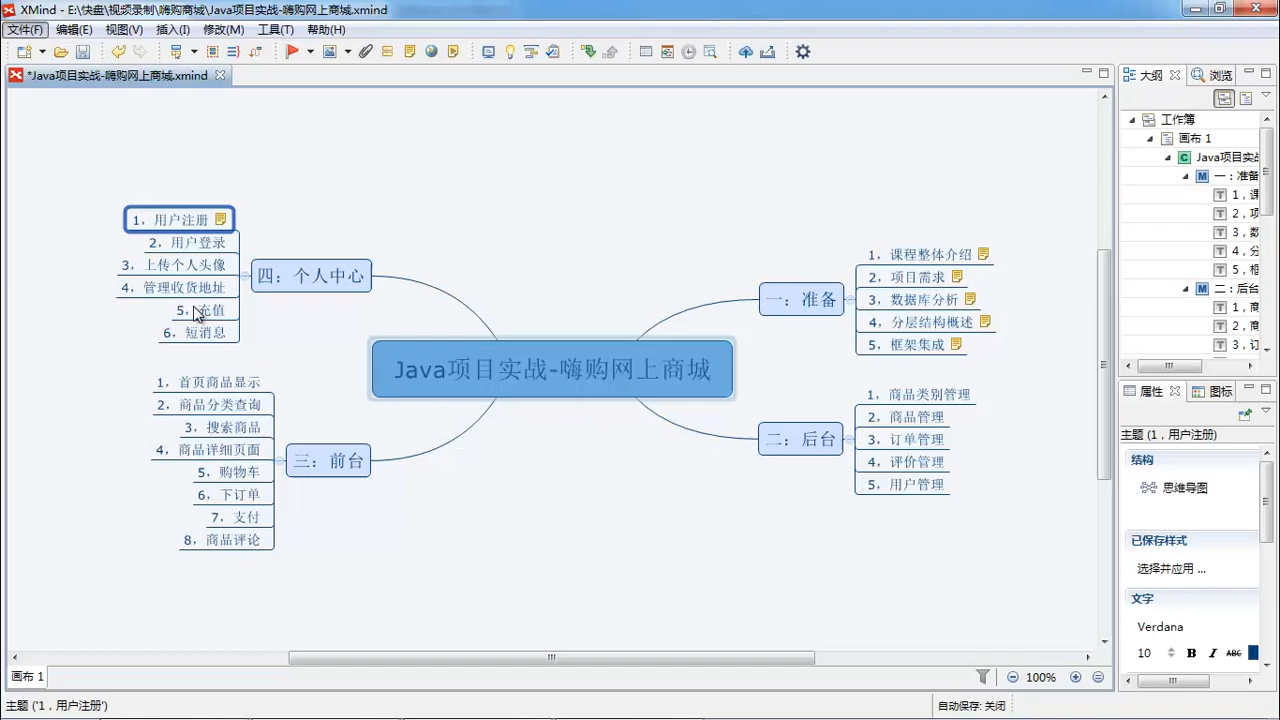 XMind - E:\快盘\视频录制\嗨购商城\Java项目实战-嗨购网上商城.xmind
文件(F) 编辑(E) 视图(V) 插入(I) 修改(M) 工具(T) 帮助(H)
*Java项目实战-嗨购网上商城.xmind
1，用户注册
2，用户登录
3，上传个人头像
4，管理收货地址
5，充值
6，短消息
四：个人中心
1，首页商品显示
2，商品分类查询
3，搜索商品
4，商品详细页面
5，购物车
6，下订单
7，支付
8，商品评论
三：前台
Java项目实战-嗨购网上商城
一：准备
1，课程整体介绍
2，项目需求
3，数据库分析
4，分层结构概述
5，框架集成
二：后台
1，商品类别管理
2，商品管理
3，订单管理
4，评价管理
5，用户管理
大纲 浏览
工作簿
画布 1
C Java项目实战
M 一：准备
T 1，课
T 2，项
T 3，数
T 4，分
T 5，框
M 二：后台
T 1，商
T 2，商
T 3，订
属性 图标
主题 (1，用户注册)
结构
思维导图
已保存样式
选择并应用 ...
文字
Verdana
10 B I ABC
画布 1
100%
主题 ('1，用户注册')
自动保存: 关闭